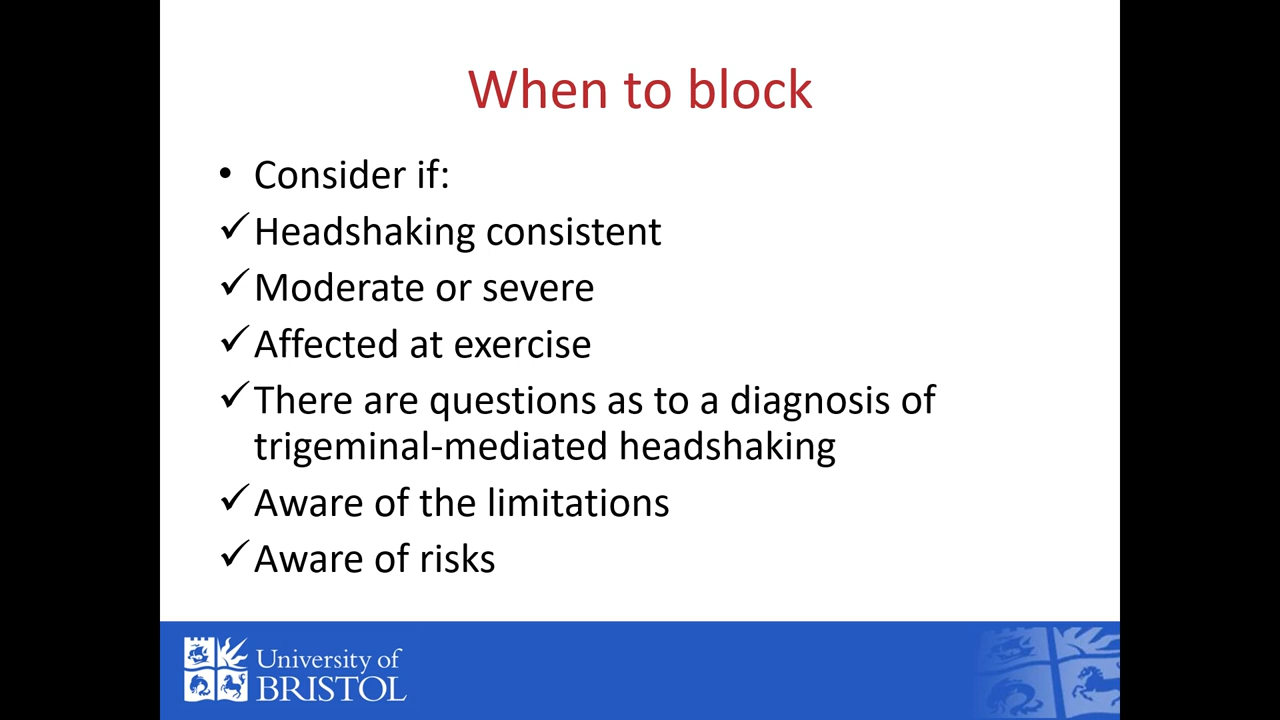 When to block
• Consider if:
✓ Headshaking consistent
✓ Moderate or severe
✓ Affected at exercise
✓ There are questions as to a diagnosis of
trigeminal-mediated headshaking
✓ Aware of the limitations
✓ Aware of risks
University of
BRISTOL